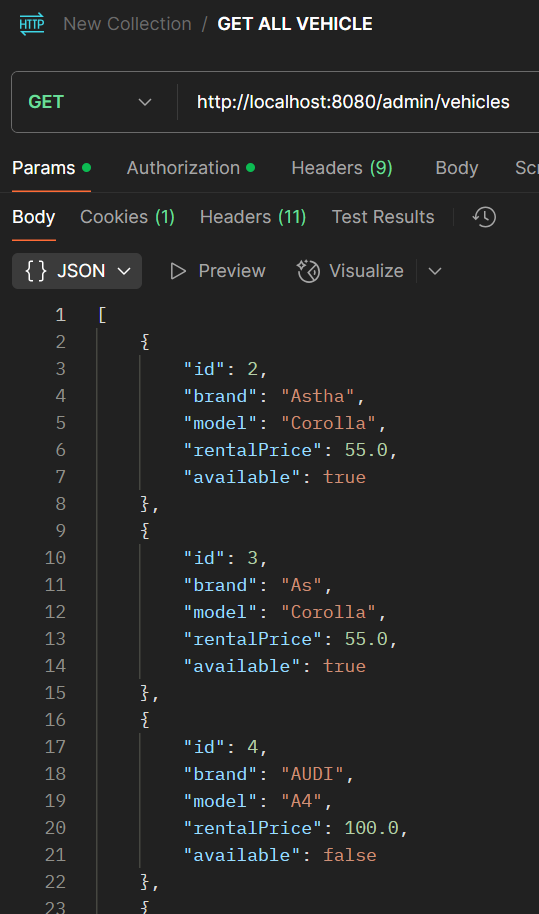 HTTP New Collection / GET ALL VEHICLE
GET http://localhost:8080/admin/vehicles
Params Authorization Headers (9) Body Sc
Body Cookies (1) Headers (11) Test Results
{} JSON Preview Visualize
1 [
2 {
3 "id": 2,
4 "brand": "Astha",
5 "model": "Corolla",
6 "rentalPrice": 55.0,
7 "available": true
8 },
9 {
10 "id": 3,
11 "brand": "As",
12 "model": "Corolla",
13 "rentalPrice": 55.0,
14 "available": true
15 },
16 {
17 "id": 4,
18 "brand": "AUDI",
19 "model": "A4",
20 "rentalPrice": 100.0,
21 "available": false
22 },
23 {